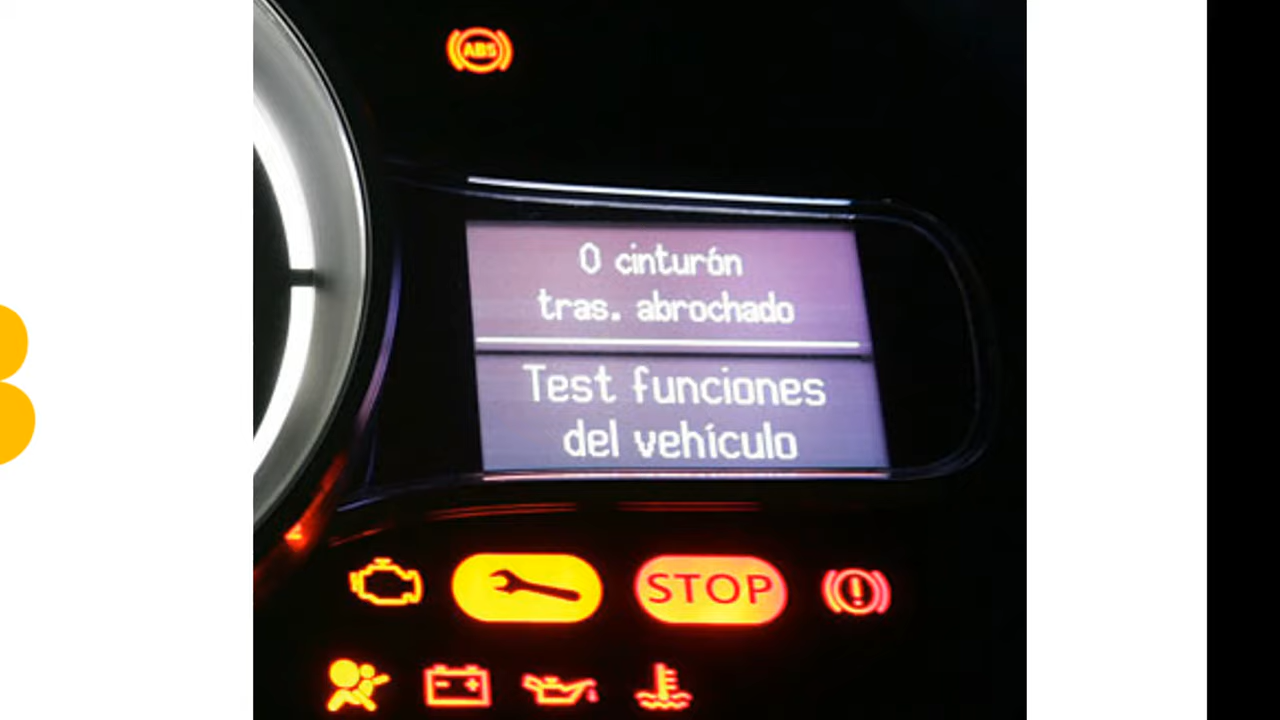 ABS
0 cinturón
tras. abrochado
Test funciones
del vehículo
STOP